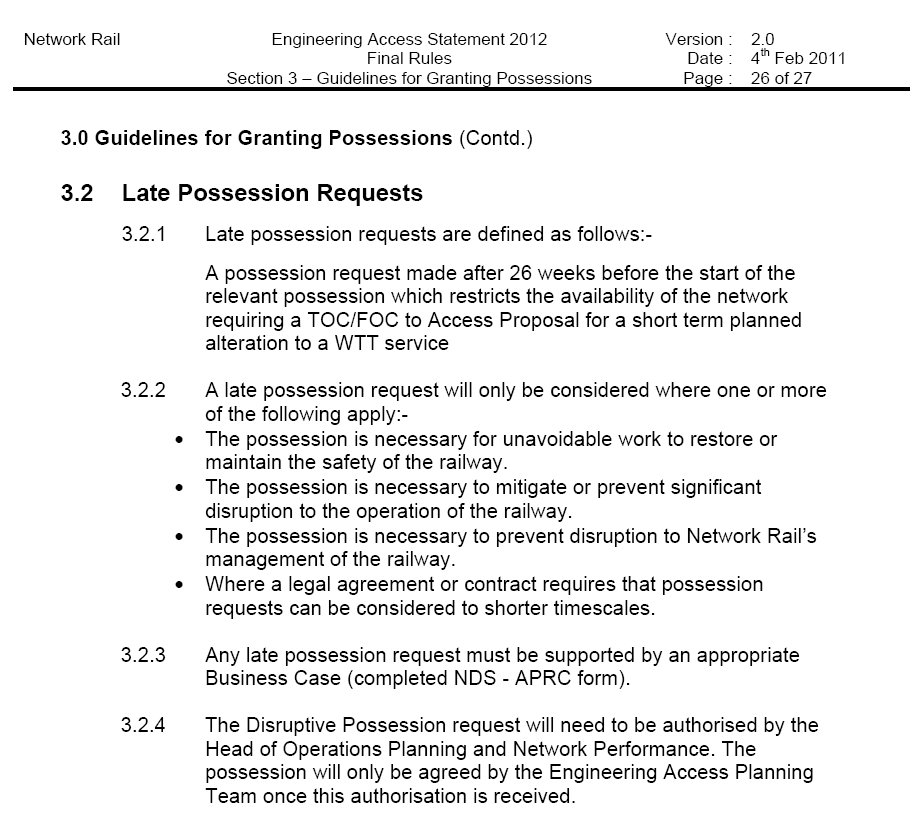 Network Rail Engineering Access Statement 2012 Version : 2.0
Final Rules Date : 4th Feb 2011
Section 3 – Guidelines for Granting Possessions Page : 26 of 27
3.0 Guidelines for Granting Possessions (Contd.)
3.2 Late Possession Requests
3.2.1 Late possession requests are defined as follows:-
A possession request made after 26 weeks before the start of the
relevant possession which restricts the availability of the network
requiring a TOC/FOC to Access Proposal for a short term planned
alteration to a WTT service
3.2.2 A late possession request will only be considered where one or more
of the following apply:-
• The possession is necessary for unavoidable work to restore or
maintain the safety of the railway.
• The possession is necessary to mitigate or prevent significant
disruption to the operation of the railway.
• The possession is necessary to prevent disruption to Network Rail's
management of the railway.
• Where a legal agreement or contract requires that possession
requests can be considered to shorter timescales.
3.2.3 Any late possession request must be supported by an appropriate
Business Case (completed NDS - APRC form).
3.2.4 The Disruptive Possession request will need to be authorised by the
Head of Operations Planning and Network Performance. The
possession will only be agreed by the Engineering Access Planning
Team once this authorisation is received.